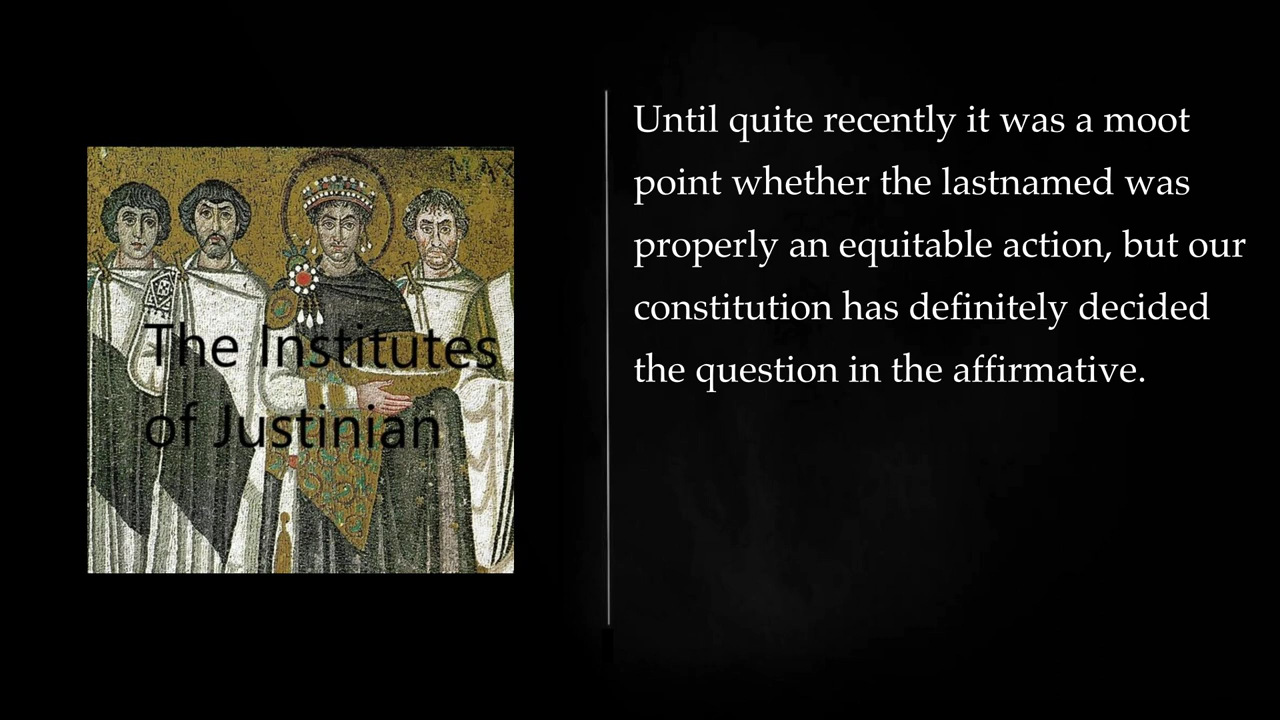 The Institutes
of Justinian
Until quite recently it was a moot
point whether the lastnamed was
properly an equitable action, but our
constitution has definitely decided
the question in the affirmative.